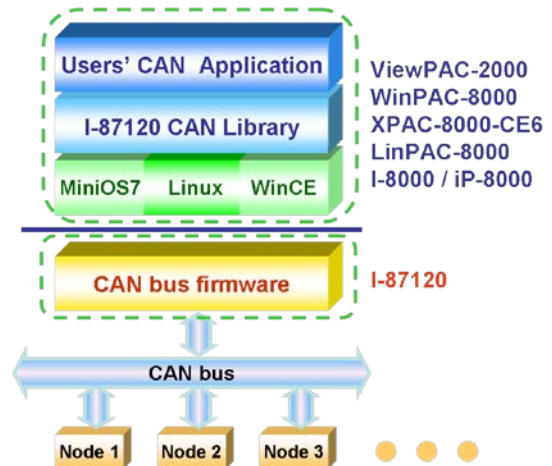 Users' CAN Application
I-87120 CAN Library
MiniOS7 Linux WinCE
ViewPAC-2000
WinPAC-8000
XPAC-8000-CE6
LinPAC-8000
I-8000 / iP-8000
CAN bus firmware
I-87120
CAN bus
Node 1 Node 2 Node 3